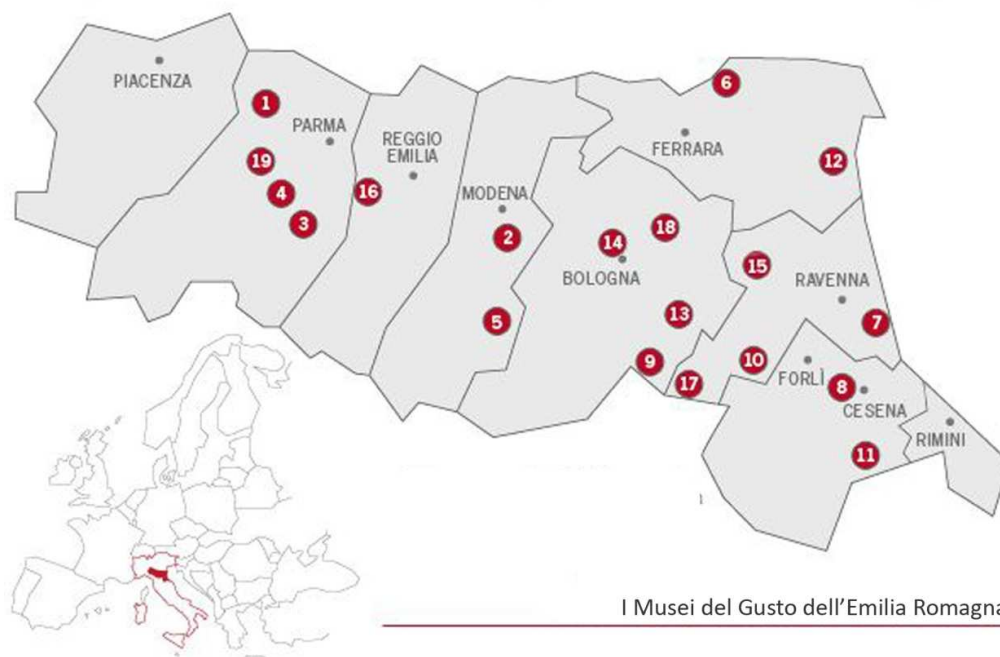 6
PIACENZA
1
PARMA
REGGIO
EMILIA
FERRARA
19
12
4
16
MODENA
3
2
14
18
BOLOGNA
15
RAVENNA
5
13
7
9
10
FORLÌ
17
8
CESENA
RIMINI
11
I Musei del Gusto dell'Emilia Romagna